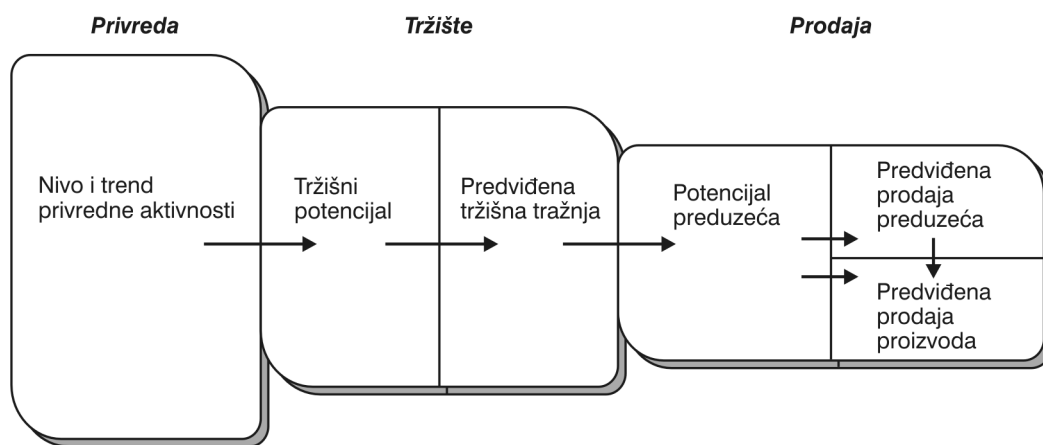 Privreda
Tržište
Prodaja
Nivo i trend
privredne aktivnosti
Tržišni
potencijal
Predviđena
tržišna tražnja
Potencijal
preduzeća
Predviđena
prodaja
preduzeća
Predviđena
prodaja
proizvoda